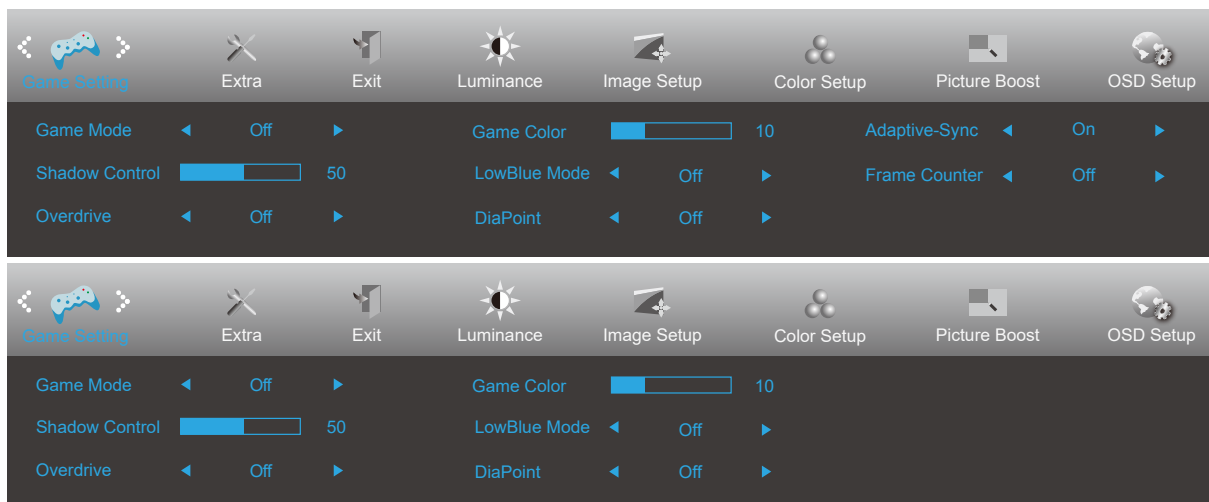 Game Setting Extra Exit Luminance Image Setup Color Setup Picture Boost OSD Setup
Game Mode Off Game Color 10 Adaptive-Sync On
Shadow Control 50 LowBlue Mode Off Frame Counter Off
Overdrive Off DiaPoint Off
Game Setting Extra Exit Luminance Image Setup Color Setup Picture Boost OSD Setup
Game Mode Off Game Color 10
Shadow Control 50 LowBlue Mode Off
Overdrive Off DiaPoint Off